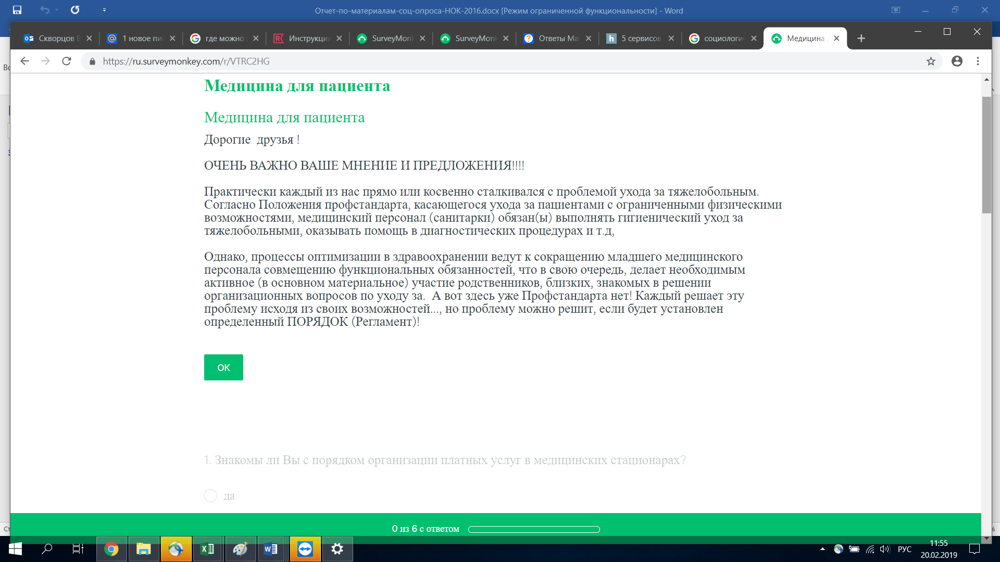 Отчет-по-материалам-соц-опроса-НОК-2016.docx [Режим ограниченной функциональности] - Word
Скворцов В
1 новое пис
где можно
Инструкция
SurveyMonk
SurveyMonk
Ответы Mai
5 сервисов
социологич
Медицина д
https://ru.surveymonkey.com/r/VTRC2HG
Медицина для пациента
Медицина для пациента
Дорогие друзья !
ОЧЕНЬ ВАЖНО ВАШЕ МНЕНИЕ И ПРЕДЛОЖЕНИЯ!!!!
Практически каждый из нас прямо или косвенно сталкивался с проблемой ухода за тяжелобольным.
Согласно Положения профстандарта, касающегося ухода за пациентами с ограниченными физическими
возможностями, медицинский персонал (санитарки) обязан(ы) выполнять гигиенический уход за
тяжелобольными, оказывать помощь в диагностических процедурах и т.д,
Однако, процессы оптимизации в здравоохранении ведут к сокращению младшего медицинского
персонала совмещению функциональных обязанностей, что в свою очередь, делает необходимым
активное (в основном материальное) участие родственников, близких, знакомых в решении
организационных вопросов по уходу за. А вот здесь уже Профстандарта нет! Каждый решает эту
проблему исходя из своих возможностей..., но проблему можно решит, если будет установлен
определенный ПОРЯДОК (Регламент)!
OK
1. Знакомы ли Вы с порядком организации платных услуг в медицинских стационарах?
да
0 из 6 с ответом
РУС
11:55
20.02.2019